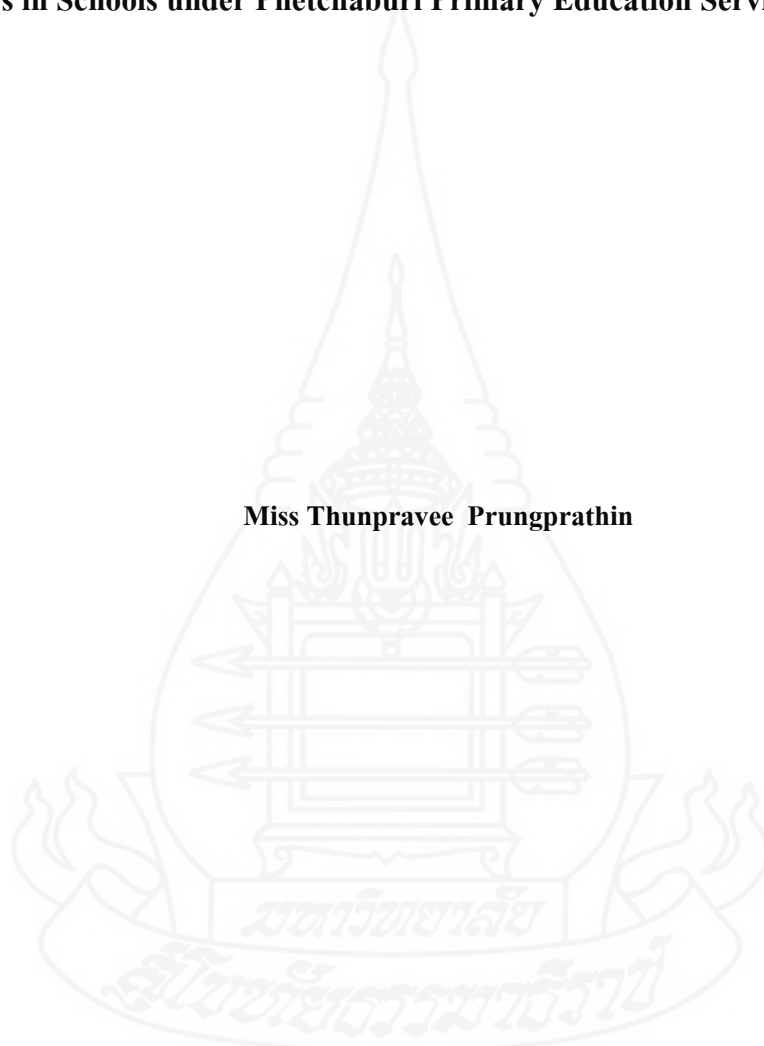 s in Schools under Phetchaburi Primary Education Servi
Miss Thunpravee Prungprathin
มหาวิทยาลัย
สุโขทัยธรรมาธิราช